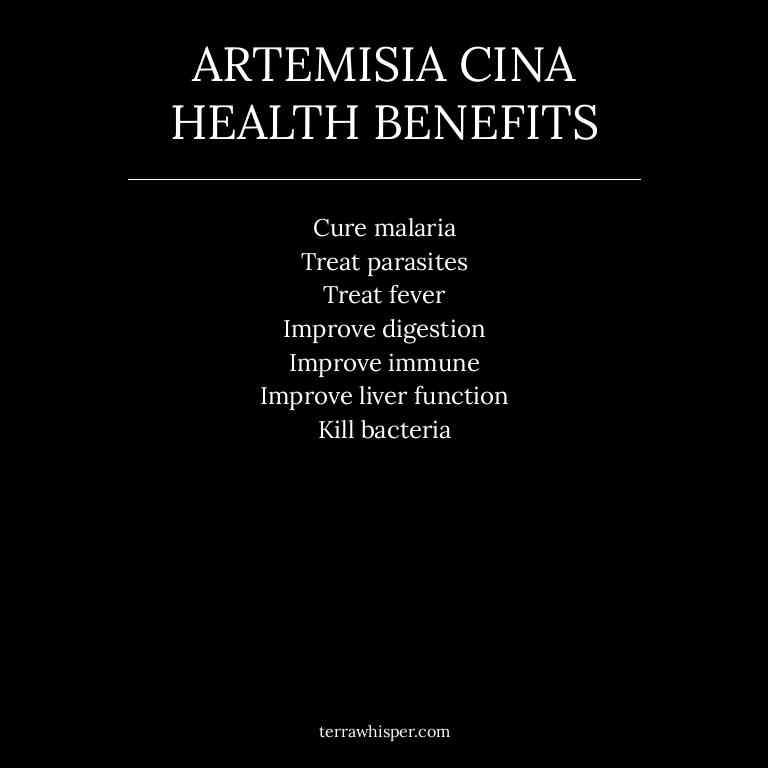 ARTEMISIA CINA
HEALTH BENEFITS
Cure malaria
Treat parasites
Treat fever
Improve digestion
Improve immune
Improve liver function
Kill bacteria
terrawhisper.com